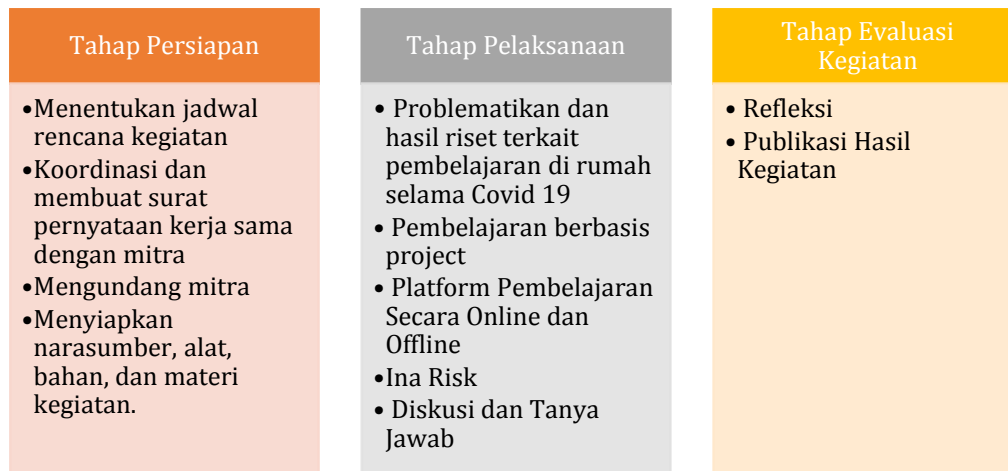 Tahap Persiapan
•Menentukan jadwal
rencana kegiatan
•Koordinasi dan
membuat surat
pernyataan kerja sama
dengan mitra
•Mengundang mitra
•Menyiapkan
narasumber, alat,
bahan, dan materi
kegiatan.
Tahap Pelaksanaan
• Problematikan dan
hasil riset terkait
pembelajaran di rumah
selama Covid 19
• Pembelajaran berbasis
project
• Platform Pembelajaran
Secara Online dan
Offline
•Ina Risk
• Diskusi dan Tanya
Jawab
Tahap Evaluasi
Kegiatan
• Refleksi
• Publikasi Hasil
Kegiatan